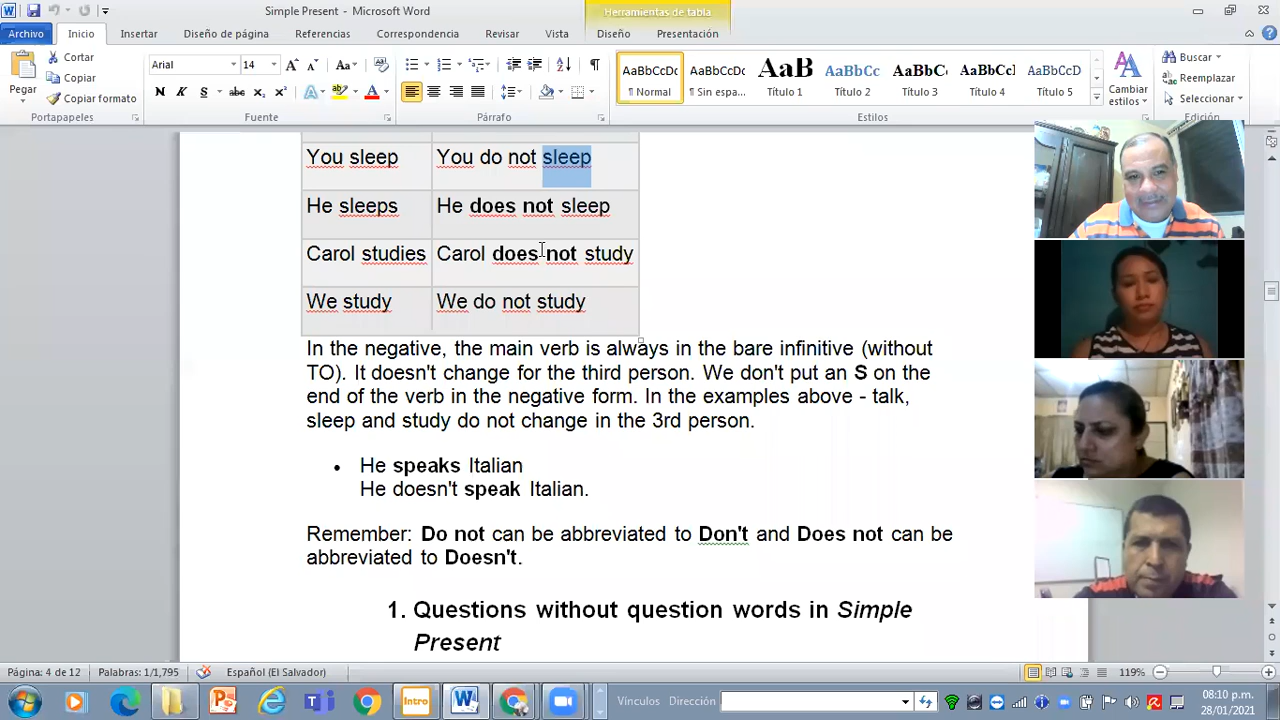 Simple Present - Microsoft Word
Herramientas de tabla
Archivo Inicio Insertar Diseño de página Referencias Correspondencia Revisar Vista Diseño Presentación
Pegar
Cortar
Copiar
Copiar formato
Portapapeles
Arial 14
Fuente
Párrafo
AaBbCcDc AaBbCcDc AaB AaBbCc AaBbC AaBbCc AaBbCcD
¶ Normal ¶ Sin espa... Título 1 Título 2 Título 3 Título 4 Título 5
Cambiar estilos
Estilos
Buscar
Reemplazar
Seleccionar
Edición
You sleep You do not sleep
He sleeps He does not sleep
Carol studies Carol does not study
We study We do not study
In the negative, the main verb is always in the bare infinitive (without
TO). It doesn't change for the third person. We don't put an S on the
end of the verb in the negative form. In the examples above - talk,
sleep and study do not change in the 3rd person.
• He speaks Italian
He doesn't speak Italian.
Remember: Do not can be abbreviated to Don't and Does not can be
abbreviated to Doesn't.
1. Questions without question words in Simple
Present
Página: 4 de 12 Palabras: 1/1,795 Español (El Salvador) 119%
Intro
Vínculos Dirección
08:10 p.m.
28/01/2021